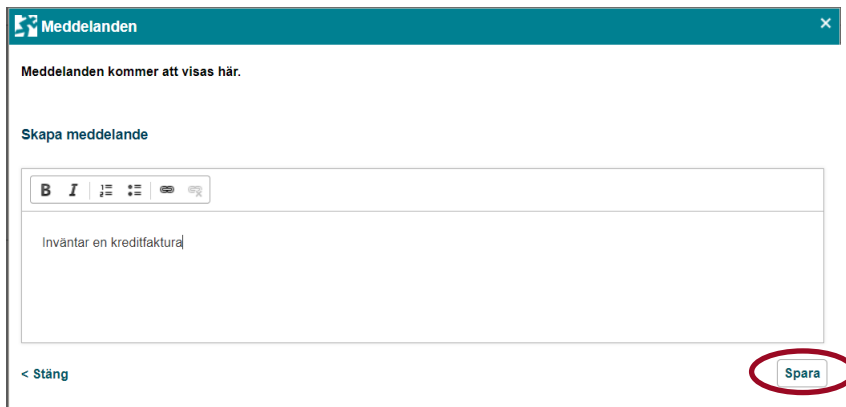 Meddelanden
Meddelanden kommer att visas här.
Skapa meddelande
B I
Inväntar en kreditfaktura
< Stäng
Spara